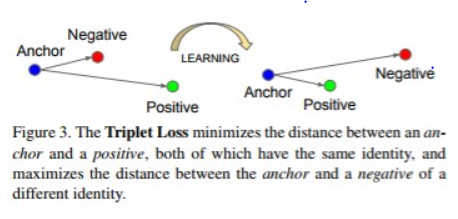 Negative
Anchor
LEARNING
Negative
Anchor
Positive
Positive
Figure 3. The Triplet Loss minimizes the distance between an an-
chor and a positive, both of which have the same identity, and
maximizes the distance between the anchor and a negative of a
different identity.